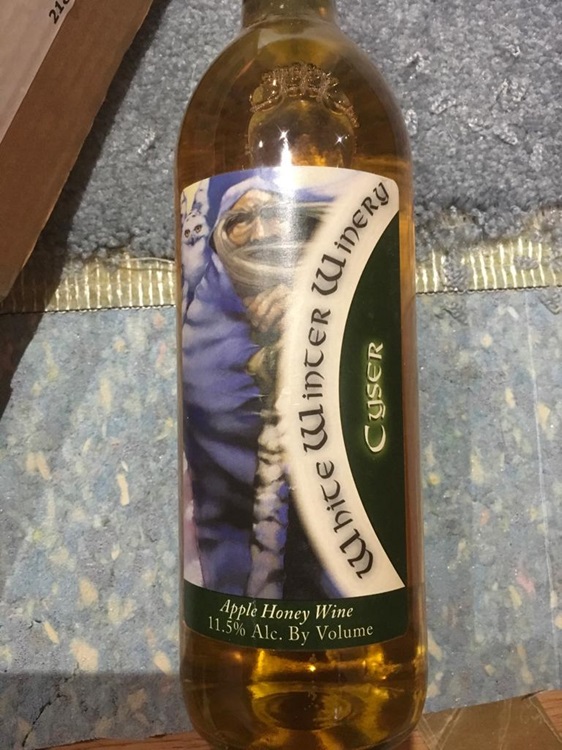 White Winter Winery
Cyser
Apple Honey Wine
11.5% Alc. By Volume